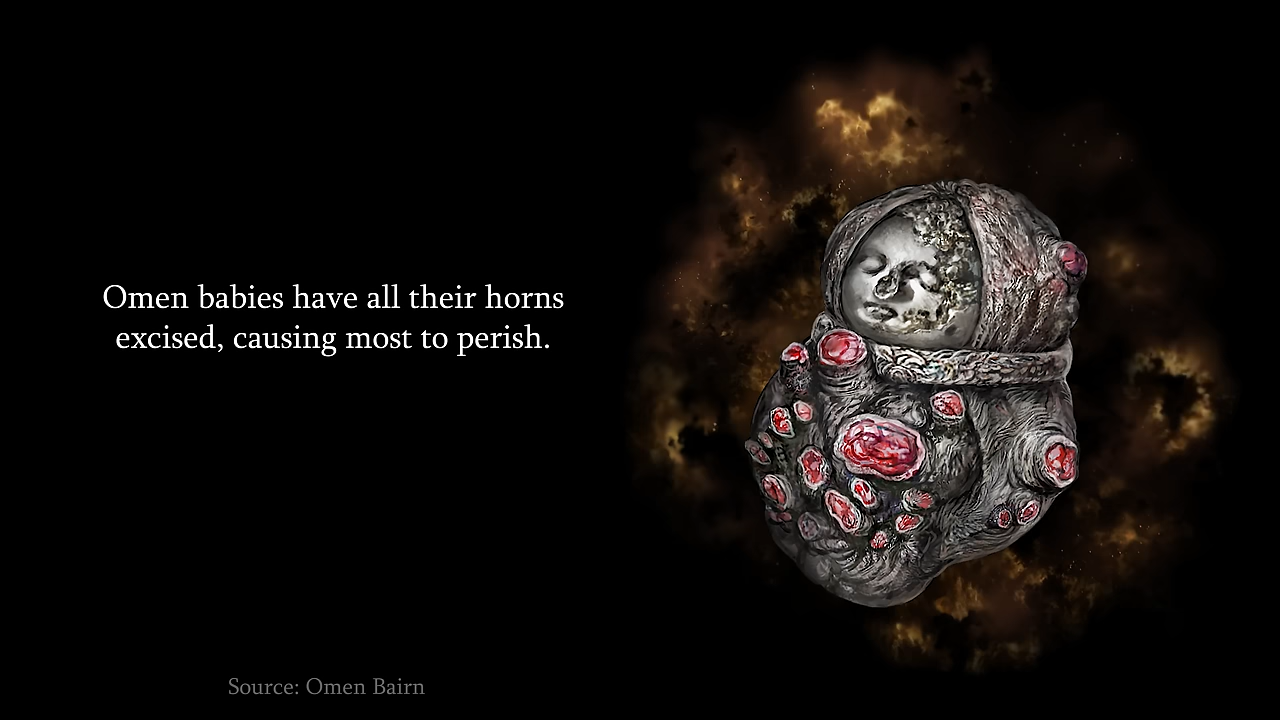 Omen babies have all their horns
excised, causing most to perish.
Source: Omen Bairn